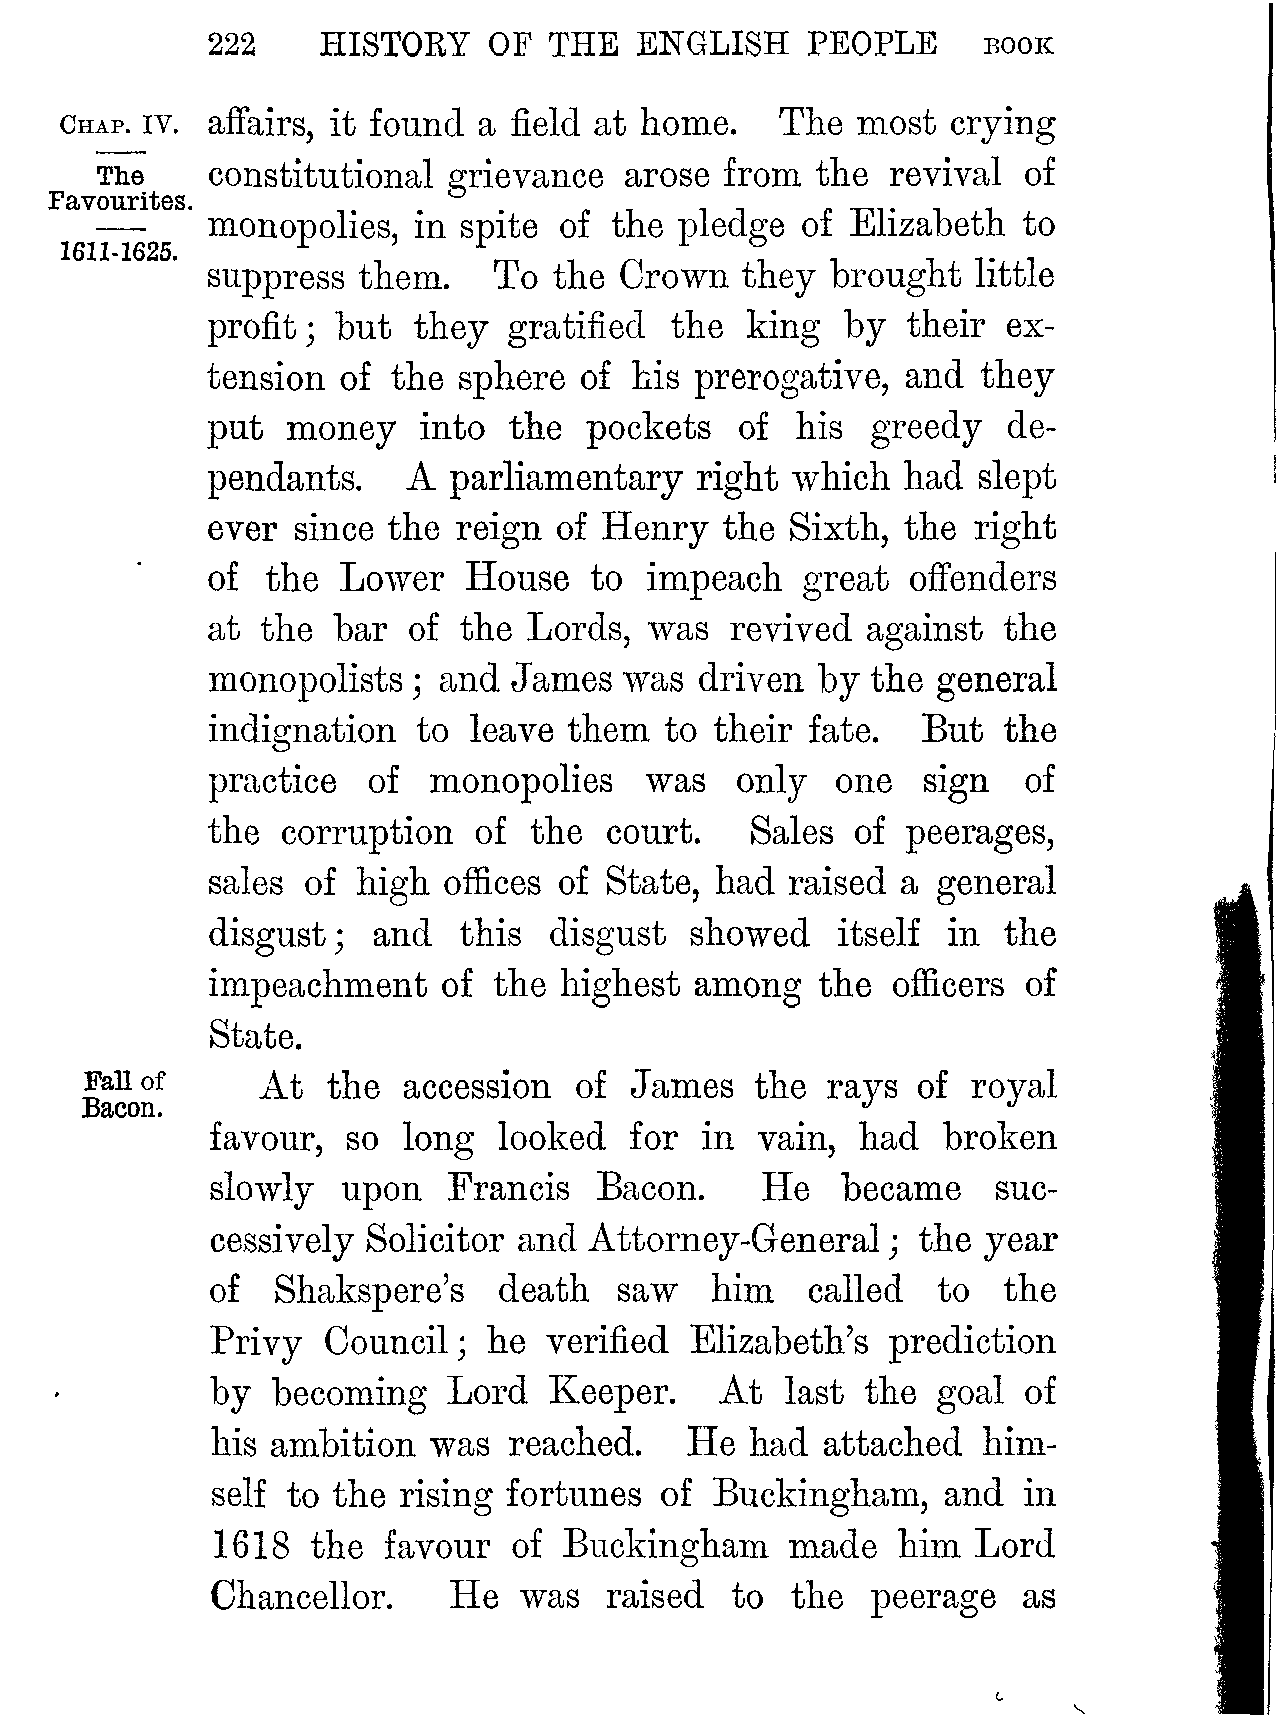 222 HISTORY OF THE ENGLISH PEOPLE BOOK
CHAP. IV.
The
Favourites.
1611-1625.
affairs, it found a field at home. The most crying
constitutional grievance arose from the revival of
monopolies, in spite of the pledge of Elizabeth to
suppress them. To the Crown they brought little
profit; but they gratified the king by their ex-
tension of the sphere of his prerogative, and they
put money into the pockets of his greedy de-
pendants. A parliamentary right which had slept
ever since the reign of Henry the Sixth, the right
of the Lower House to impeach great offenders
at the bar of the Lords, was revived against the
monopolists; and James was driven by the general
indignation to leave them to their fate. But the
practice of monopolies was only one sign of
the corruption of the court. Sales of peerages,
sales of high offices of State, had raised a general
disgust; and this disgust showed itself in the
impeachment of the highest among the officers of
State.
Fall of
Bacon.
At the accession of James the rays of royal
favour, so long looked for in vain, had broken
slowly upon Francis Bacon. He became suc-
cessively Solicitor and Attorney-General; the year
of Shakspere's death saw him called to the
Privy Council; he verified Elizabeth's prediction
by becoming Lord Keeper. At last the goal of
his ambition was reached. He had attached him-
self to the rising fortunes of Buckingham, and in
1618 the favour of Buckingham made him Lord
Chancellor. He was raised to the peerage as